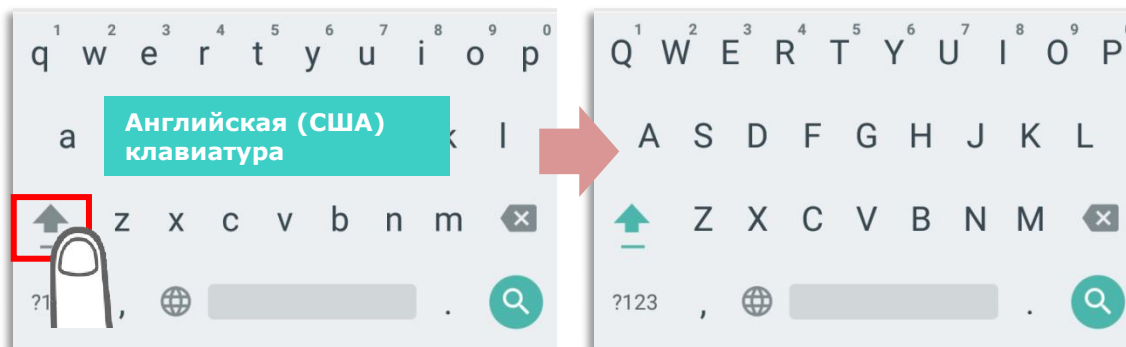 q 1 w 2 e 3 r 4 t 5 y 6 u 7 i 8 o 9 p 0
Q 1 W 2 E 3 R 4 T 5 Y 6 U 7 I 8 O 9 P
a l
Английская (США)
клавиатура
A S D F G H J K L
z x c v b n m
Z X C V B N M
?1 , .
?123 , .